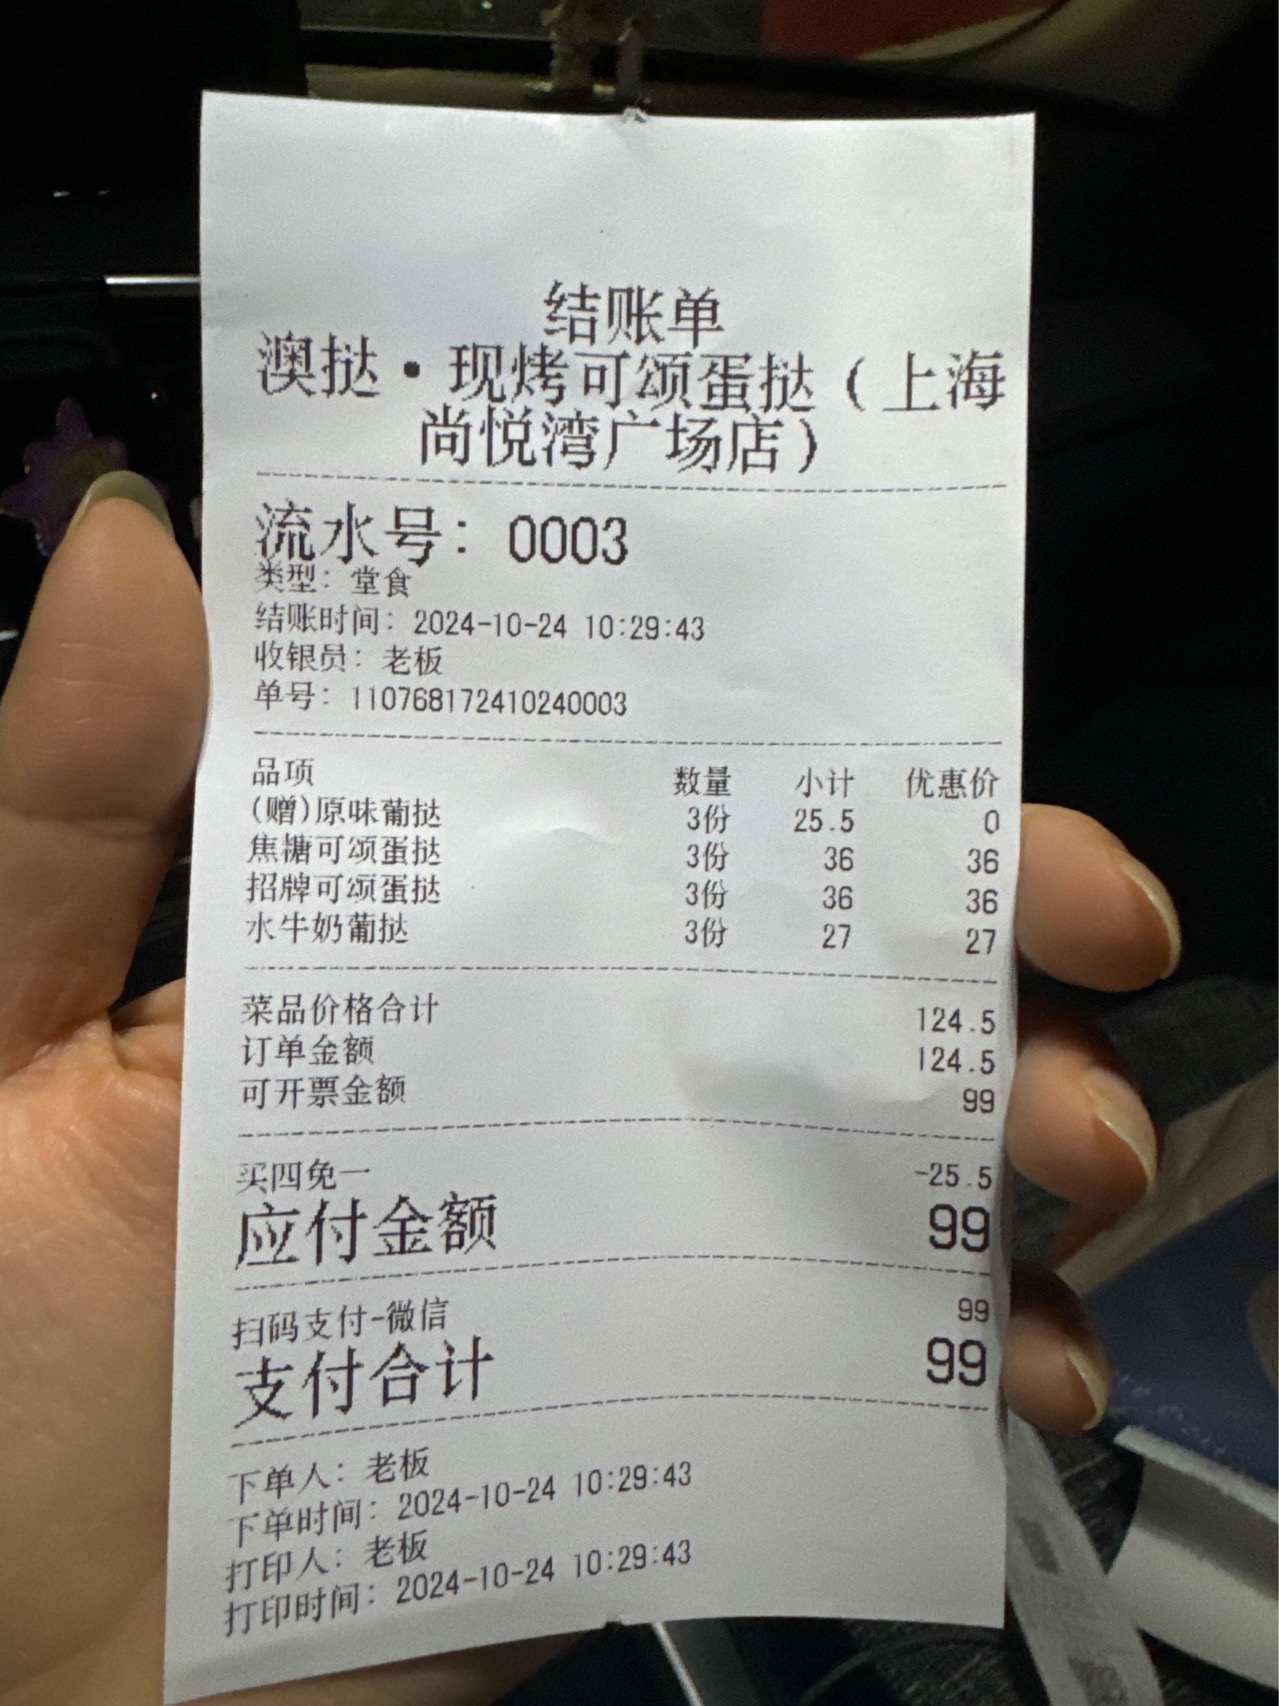 结账单
澳挞·现烤可颂蛋挞(上海
尚悦湾广场店)
流水号: 0003
类型: 堂食
结账时间: 2024-10-24 10:29:43
收银员: 老板
单号: 110768172410240003
品项 数量 小计 优惠价
(赠)原味葡挞 3份 25.5 0
焦糖可颂蛋挞 3份 36 36
招牌可颂蛋挞 3份 36 36
水牛奶葡挞 3份 27 27
菜品价格合计 124.5
订单金额 124.5
可开票金额 99
买四免一 -25.5
应付金额 99
扫码支付-微信 99
支付合计 99
下单人: 老板
下单时间: 2024-10-24 10:29:43
打印人: 老板
打印时间: 2024-10-24 10:29:43